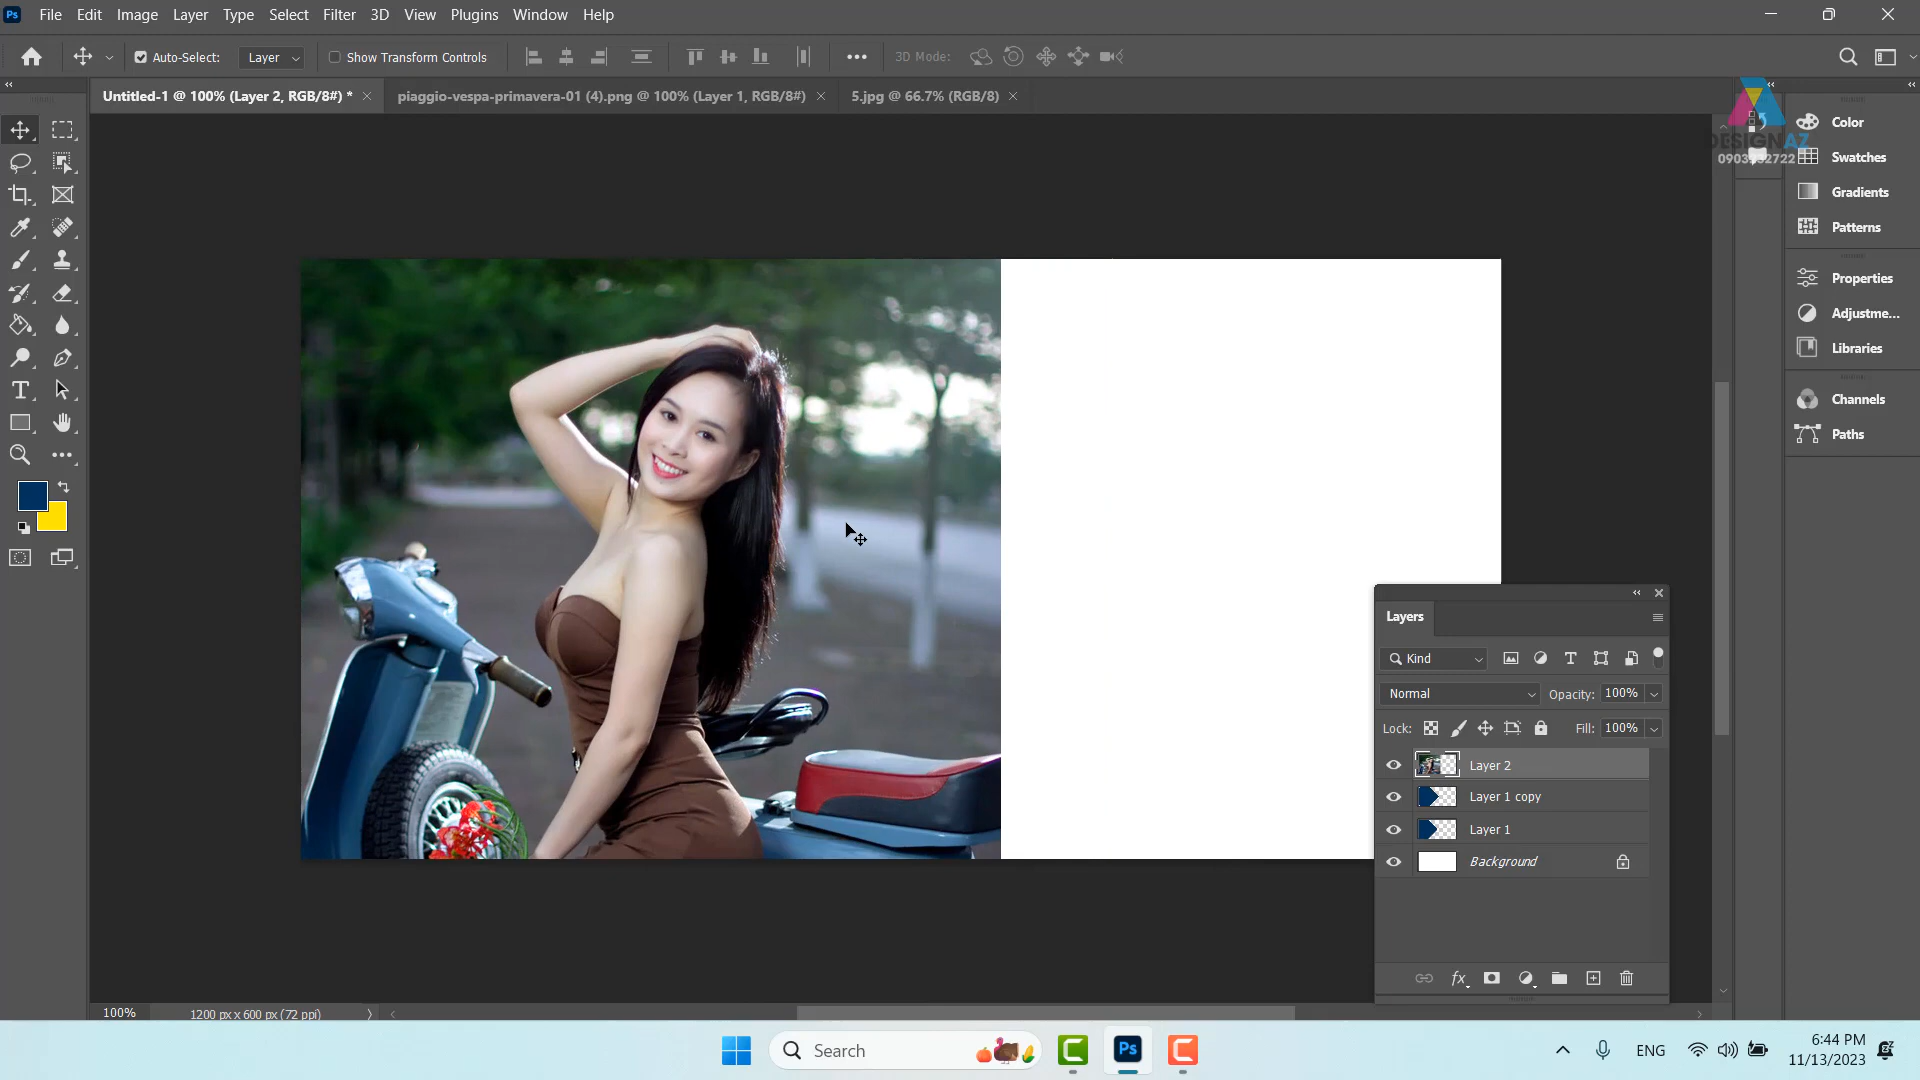 Ps File Edit Image Layer Type Select Filter 3D View Plugins Window Help
Auto-Select: Layer Show Transform Controls 3D Mode:
Untitled-1 @ 100% (Layer 2, RGB/8#) * piaggio-vespa-primavera-01 (4).png @ 100% (Layer 1, RGB/8#) 5.jpg @ 66.7% (RGB/8)
Color
DESIGNAZ
Swatches
Gradients
Patterns
Properties
Adjustme...
Libraries
Channels
Paths
Layers
Kind
Normal Opacity: 100%
Lock: Fill: 100%
Layer 2
Layer 1 copy
Layer 1
Background
fx
100% 1200 px x 600 px (72 ppi)
Search Ps ENG 6:44 PM
11/13/2023